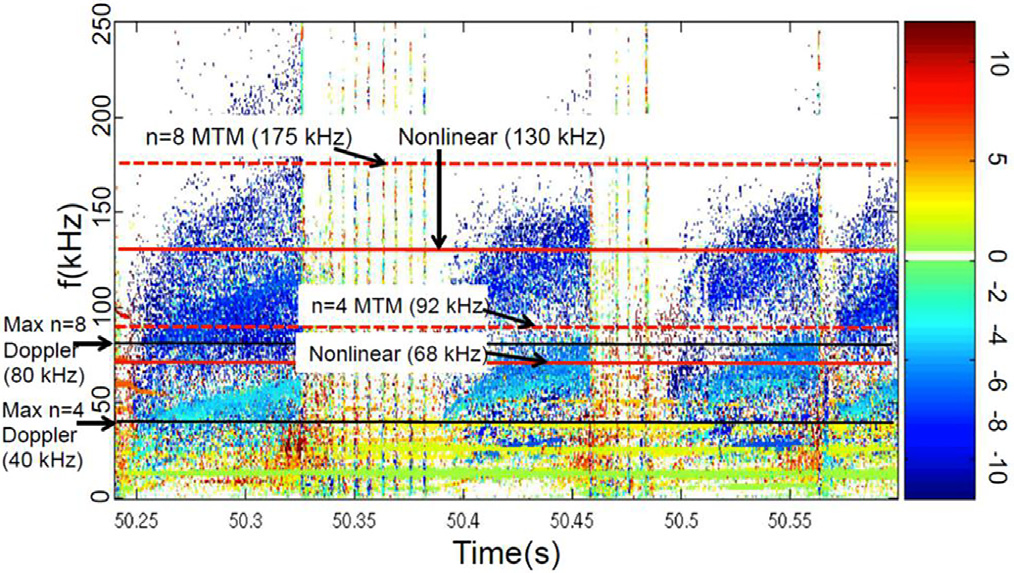 250
200
150
100
50
0
f(kHz)
n=8 MTM (175 kHz)
Nonlinear (130 kHz)
n=4 MTM (92 kHz)
Nonlinear (68 kHz)
Max n=8
Doppler
(80 kHz)
Max n=4
Doppler
(40 kHz)
50.25 50.3 50.35 50.4 50.45 50.5 50.55
Time(s)
10
5
0
-2
-4
-6
-8
-10